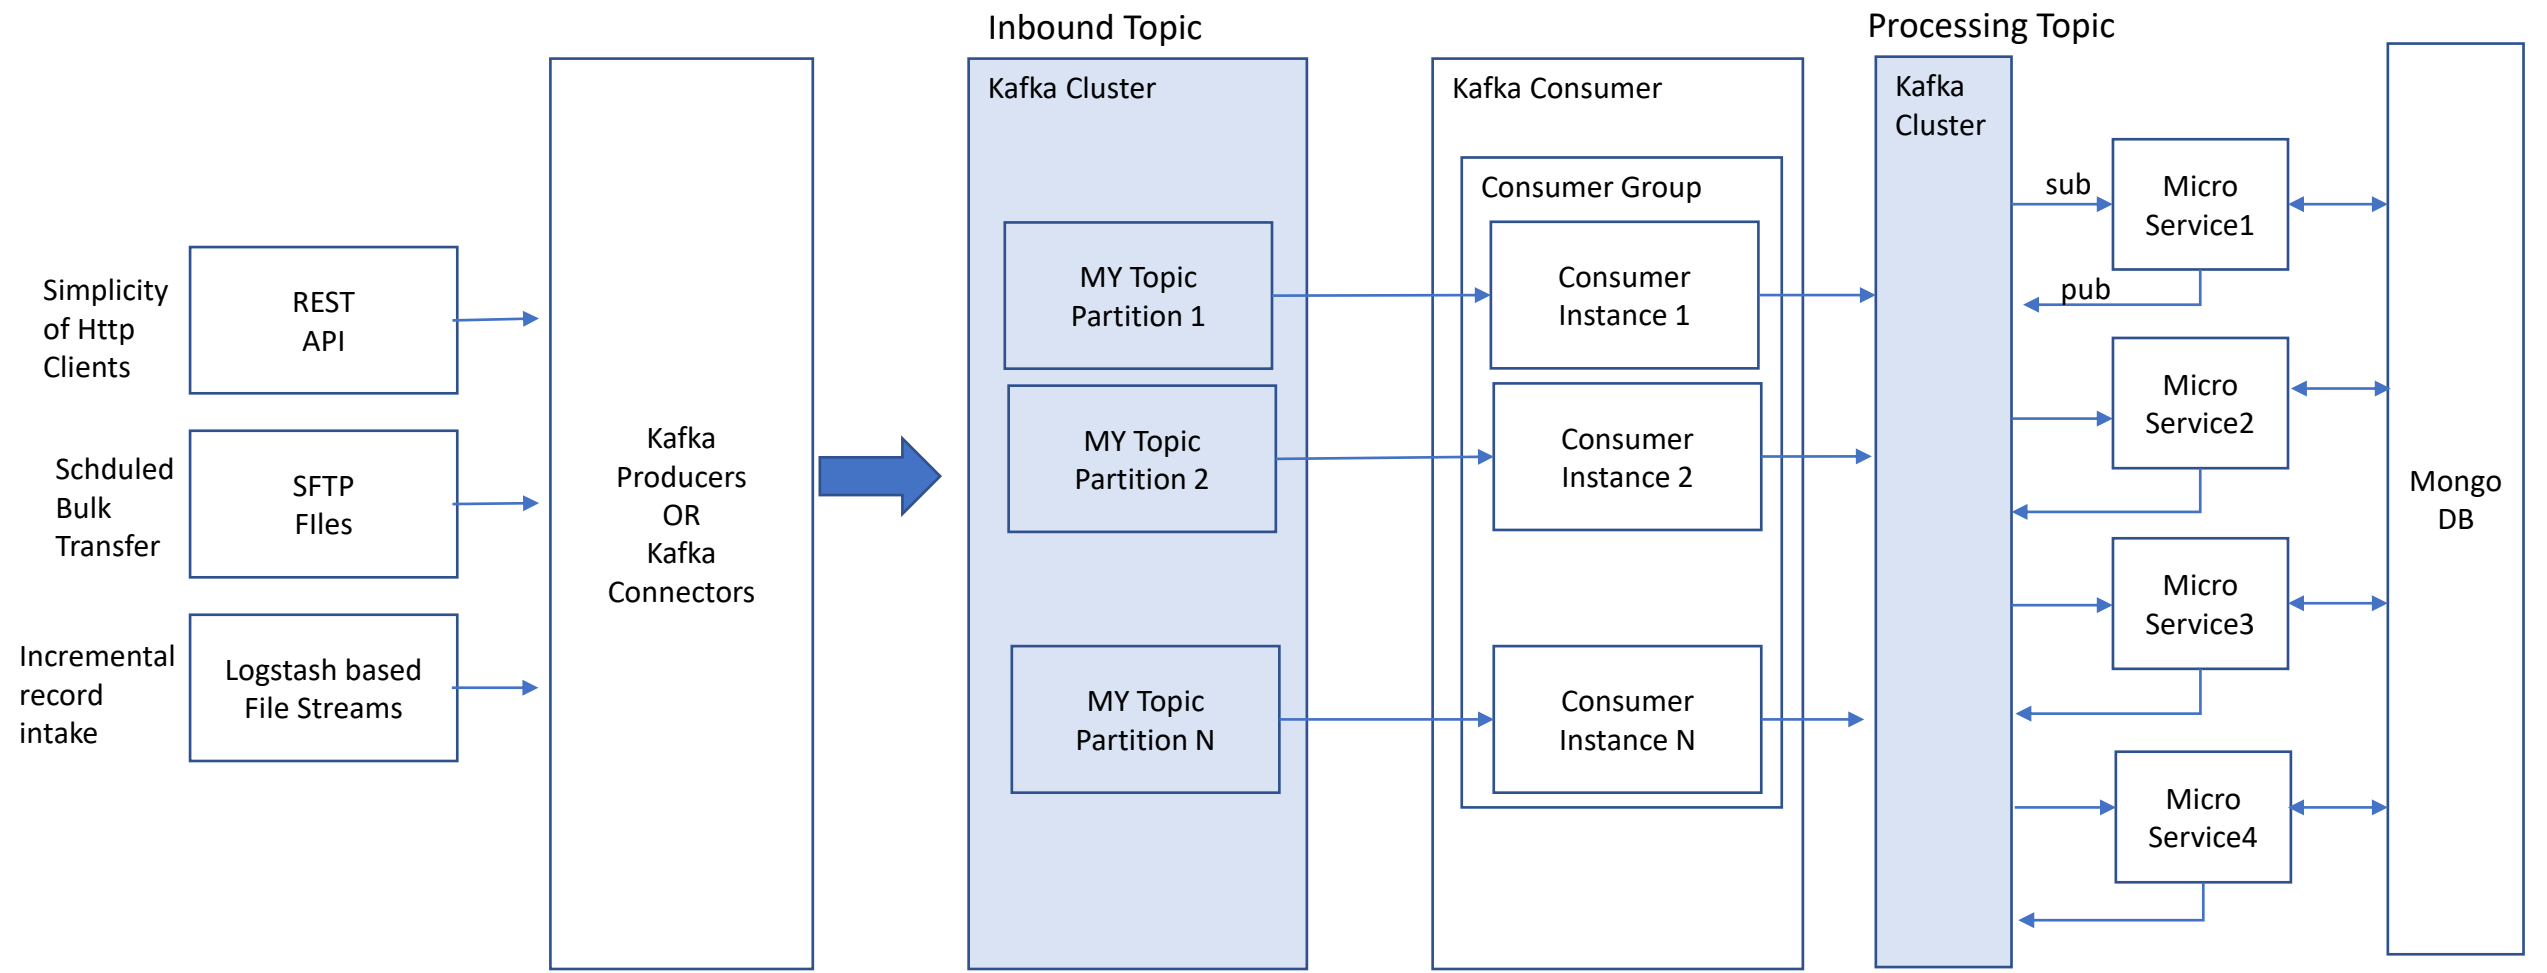 Inbound Topic
Processing Topic
Simplicity
of Http
Clients
REST
API
Schduled
Bulk
Transfer
SFTP
FIles
Incremental
record
intake
Logstash based
File Streams
Kafka
Producers
OR
Kafka
Connectors
Kafka Cluster
MY Topic
Partition 1
MY Topic
Partition 2
MY Topic
Partition N
Kafka Consumer
Consumer Group
Consumer
Instance 1
Consumer
Instance 2
Consumer
Instance N
Kafka
Cluster
sub
pub
Micro
Service1
Micro
Service2
Micro
Service3
Micro
Service4
Mongo
DB